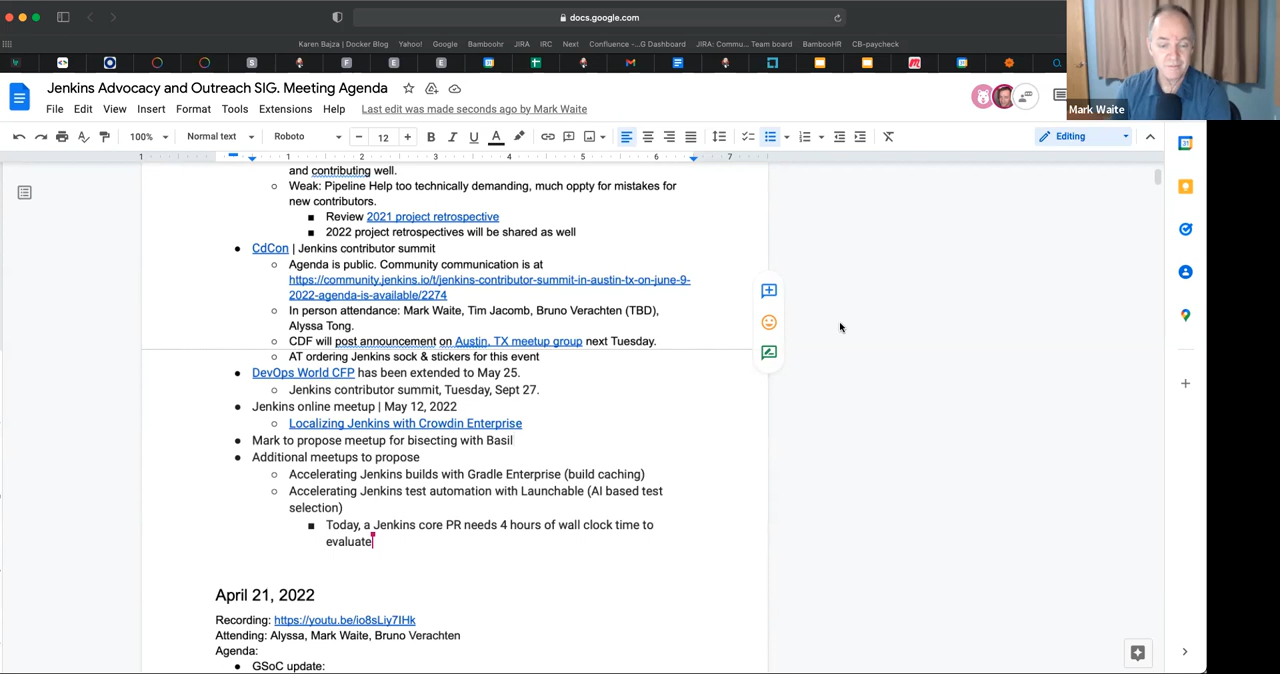 docs.google.com
Karen Bajza | Docker Blog Yahoo! Google Bamboohr JIRA IRC Next Confluence -...G Dashboard JIRA: Commu... Team board BambooHR CB-paycheck
Jenkins Advocacy and Outreach SIG. Meeting Agenda
Mark Waite
File Edit View Insert Format Tools Help Last edit was made seconds ago by Mark Waite
100% Normal text Roboto 12 Editing
1 1 2 3 4 5 6 7
and contributing well.
Weak: Pipeline Help too technically demanding, much oppty for mistakes for
new contributors.
Review 2021 project retrospective
2022 project retrospectives will be shared as well
CdCon | Jenkins contributor summit
Agenda is public. Community communication is at
https://community.jenkins.io/t/jenkins-contributor-summit-in-austin-tx-on-june-9-
2022-agenda-is-available/2274
In person attendance: Mark Waite, Tim Jacomb, Bruno Verachten (TBD),
Alyssa Tong.
CDF will post announcement on Austin, TX meetup group next Tuesday.
AT ordering Jenkins sock & stickers for this event
DevOps World CFP has been extended to May 25.
Jenkins contributor summit, Tuesday, Sept 27.
Jenkins online meetup | May 12, 2022
Localizing Jenkins with Crowdin Enterprise
Mark to propose meetup for bisecting with Basil
Additional meetups to propose
Accelerating Jenkins builds with Gradle Enterprise (build caching)
Accelerating Jenkins test automation with Launchable (AI based test
selection)
Today, a Jenkins core PR needs 4 hours of wall clock time to
evaluate
April 21, 2022
Recording: https://youtu.be/io8sLiy7IHk
Attending: Alyssa, Mark Waite, Bruno Verachten
Agenda:
GSoC update: